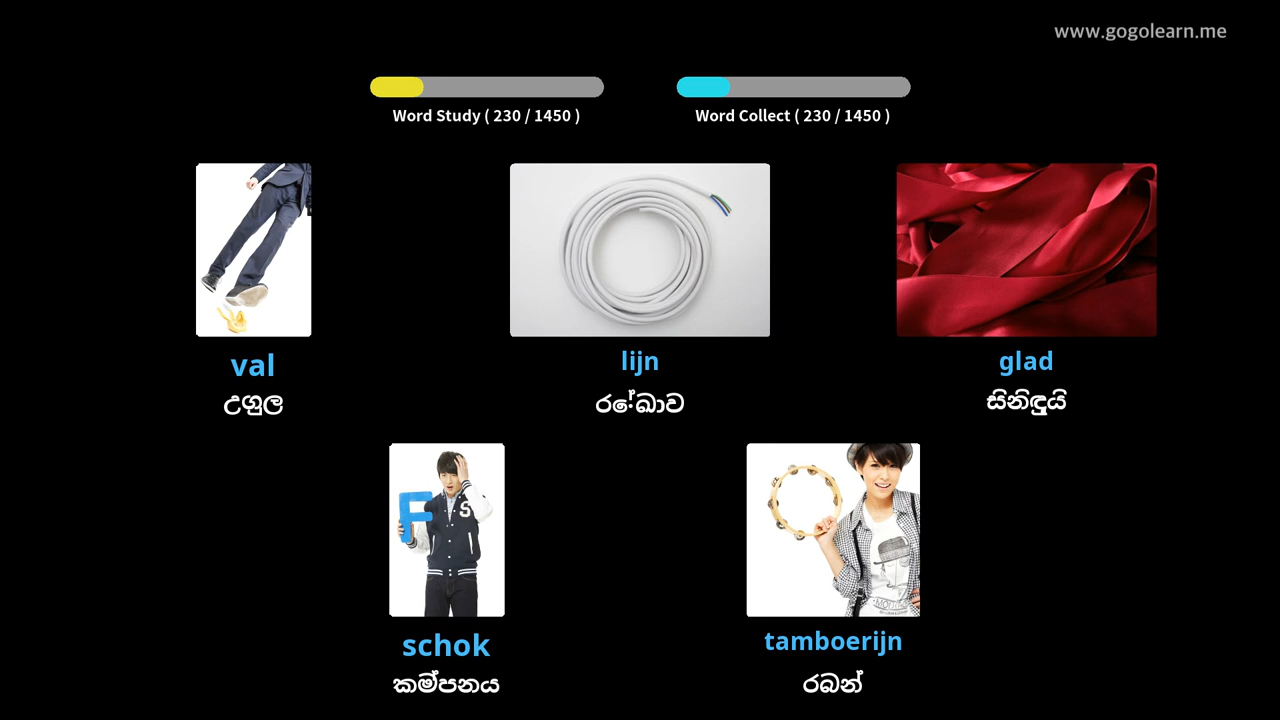 www.gogolearn.me
Word Study ( 230 / 1450 )
Word Collect ( 230 / 1450 )
val
උගුල
lijn
රේඛාව
glad
සිනිඳුයි
F
S
schok
කම්පනය
tamboerijn
රබන්